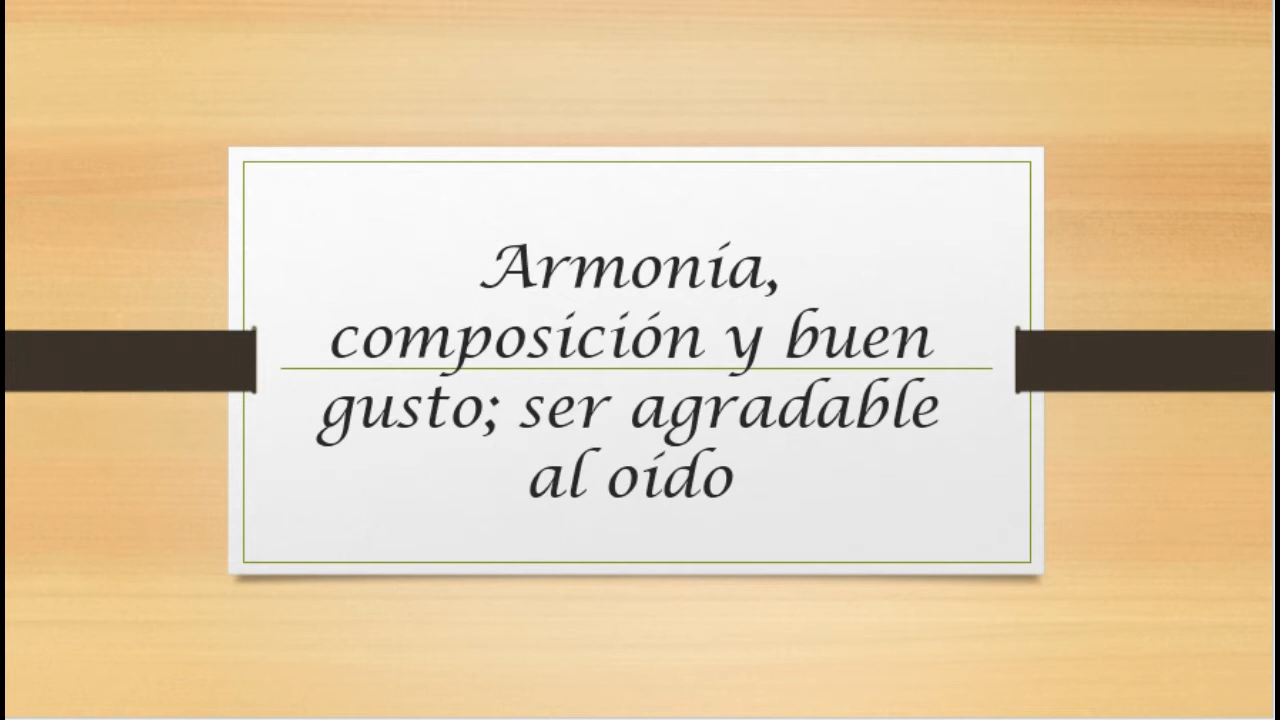 Armonía,
composición y buen
gusto; ser agradable
al oído